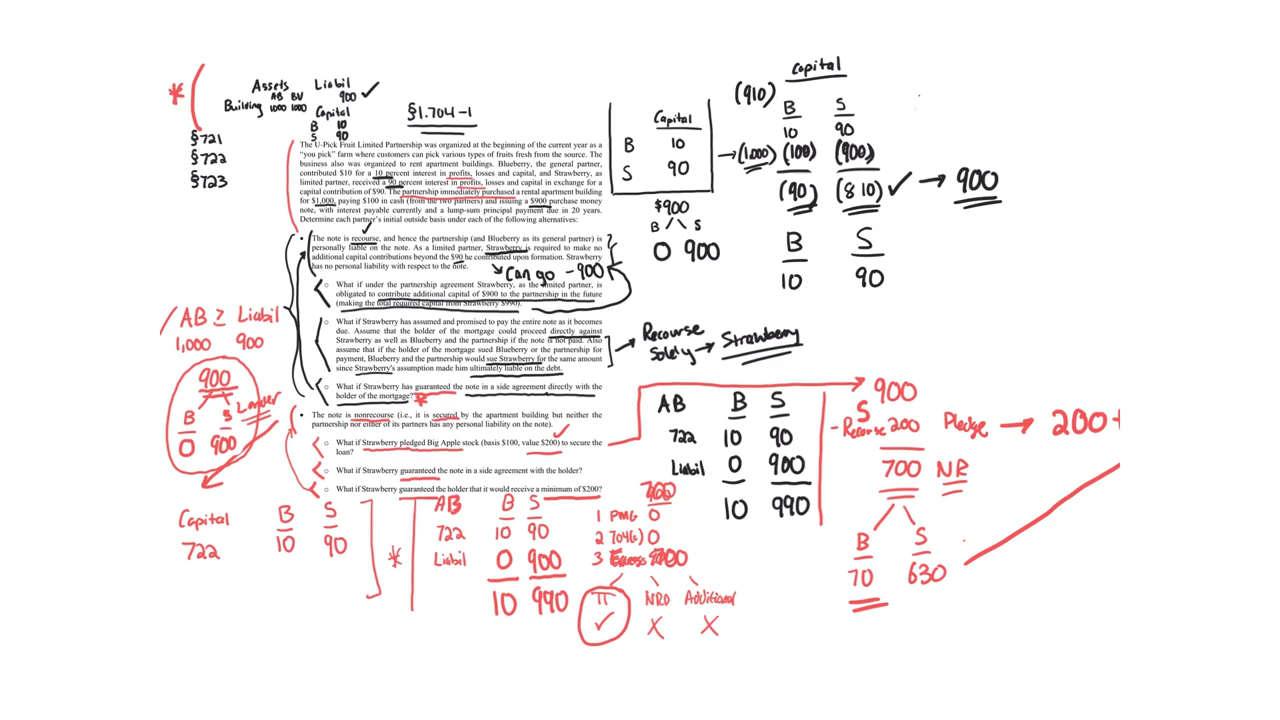 Assets Liabil
AB BV 900 ✓
Building 1000 1000 Capital
B 10
S 90
§721
§722
§723
§1.704-1
The U-Pick Fruit Limited Partnership was organized at the beginning of the current year as a
"you pick" farm where customers can pick various types of fruits fresh from the source. The
business also was organized to rent apartment buildings. Blueberry, the general partner,
contributed $10 for a 10 percent interest in profits, losses and capital, and Strawberry, as
limited partner, received a 90 percent interest in profits, losses and capital in exchange for a
capital contribution of $90. The partnership immediately purchased a rental apartment building
for $1,000, paying $100 in cash (from the two partners) and issuing a $900 purchase money
note, with interest payable currently and a lump-sum principal payment due in 20 years.
Determine each partner's initial outside basis under each of the following alternatives:
• The note is recourse, and hence the partnership (and Blueberry as its general partner) is
personally liable on the note. As a limited partner, Strawberry is required to make no
additional capital contributions beyond the $90 he contributed upon formation. Strawberry
has no personal liability with respect to the note.
Can go -900
○ What if under the partnership agreement Strawberry, as the limited partner, is
obligated to contribute additional capital of $900 to the partnership in the future
(making the total required capital from Strawberry $990).
○ What if Strawberry has assumed and promised to pay the entire note as it becomes
due. Assume that the holder of the mortgage could proceed directly against
Strawberry as well as Blueberry and the partnership if the note is not paid. Also
assume that if the holder of the mortgage sued Blueberry or the partnership for
payment, Blueberry and the partnership would sue Strawberry for the same amount
since Strawberry's assumption made him ultimately liable on the debt.
○ What if Strawberry has guaranteed the note in a side agreement directly with the
holder of the mortgage?
• The note is nonrecourse (i.e., it is secured by the apartment building but neither the
partnership nor either of its partners has any personal liability on the note).
○ What if Strawberry pledged Big Apple stock (basis $100, value $200) to secure the
loan?
○ What if Strawberry guaranteed the note in a side agreement with the holder?
○ What if Strawberry guaranteed the holder that it would receive a minimum of $200?
Capital
B 10
S 90
$900
B S
0 900
Capital
(910) B S
10 90
→ (1,000) (100) (900)
(90) (810) ✓ → 900
B S
10 90
Recourse
Solely → Strawberry
AB ≥ Liabil
1,000 900
900
B S Lender
0 900
Capital B S
722 10 90
AB B S
722 10 90
Liabil 0 900
10 990
1 PMG 0
2 704(c) 0
3 Excess
π NRD Additional
✓ X X
AB B S
722 10 90
Liabil 0 900
10 990
900
S
- Recourse 200 Pledge → 200 +
700 NR
B S
70 630